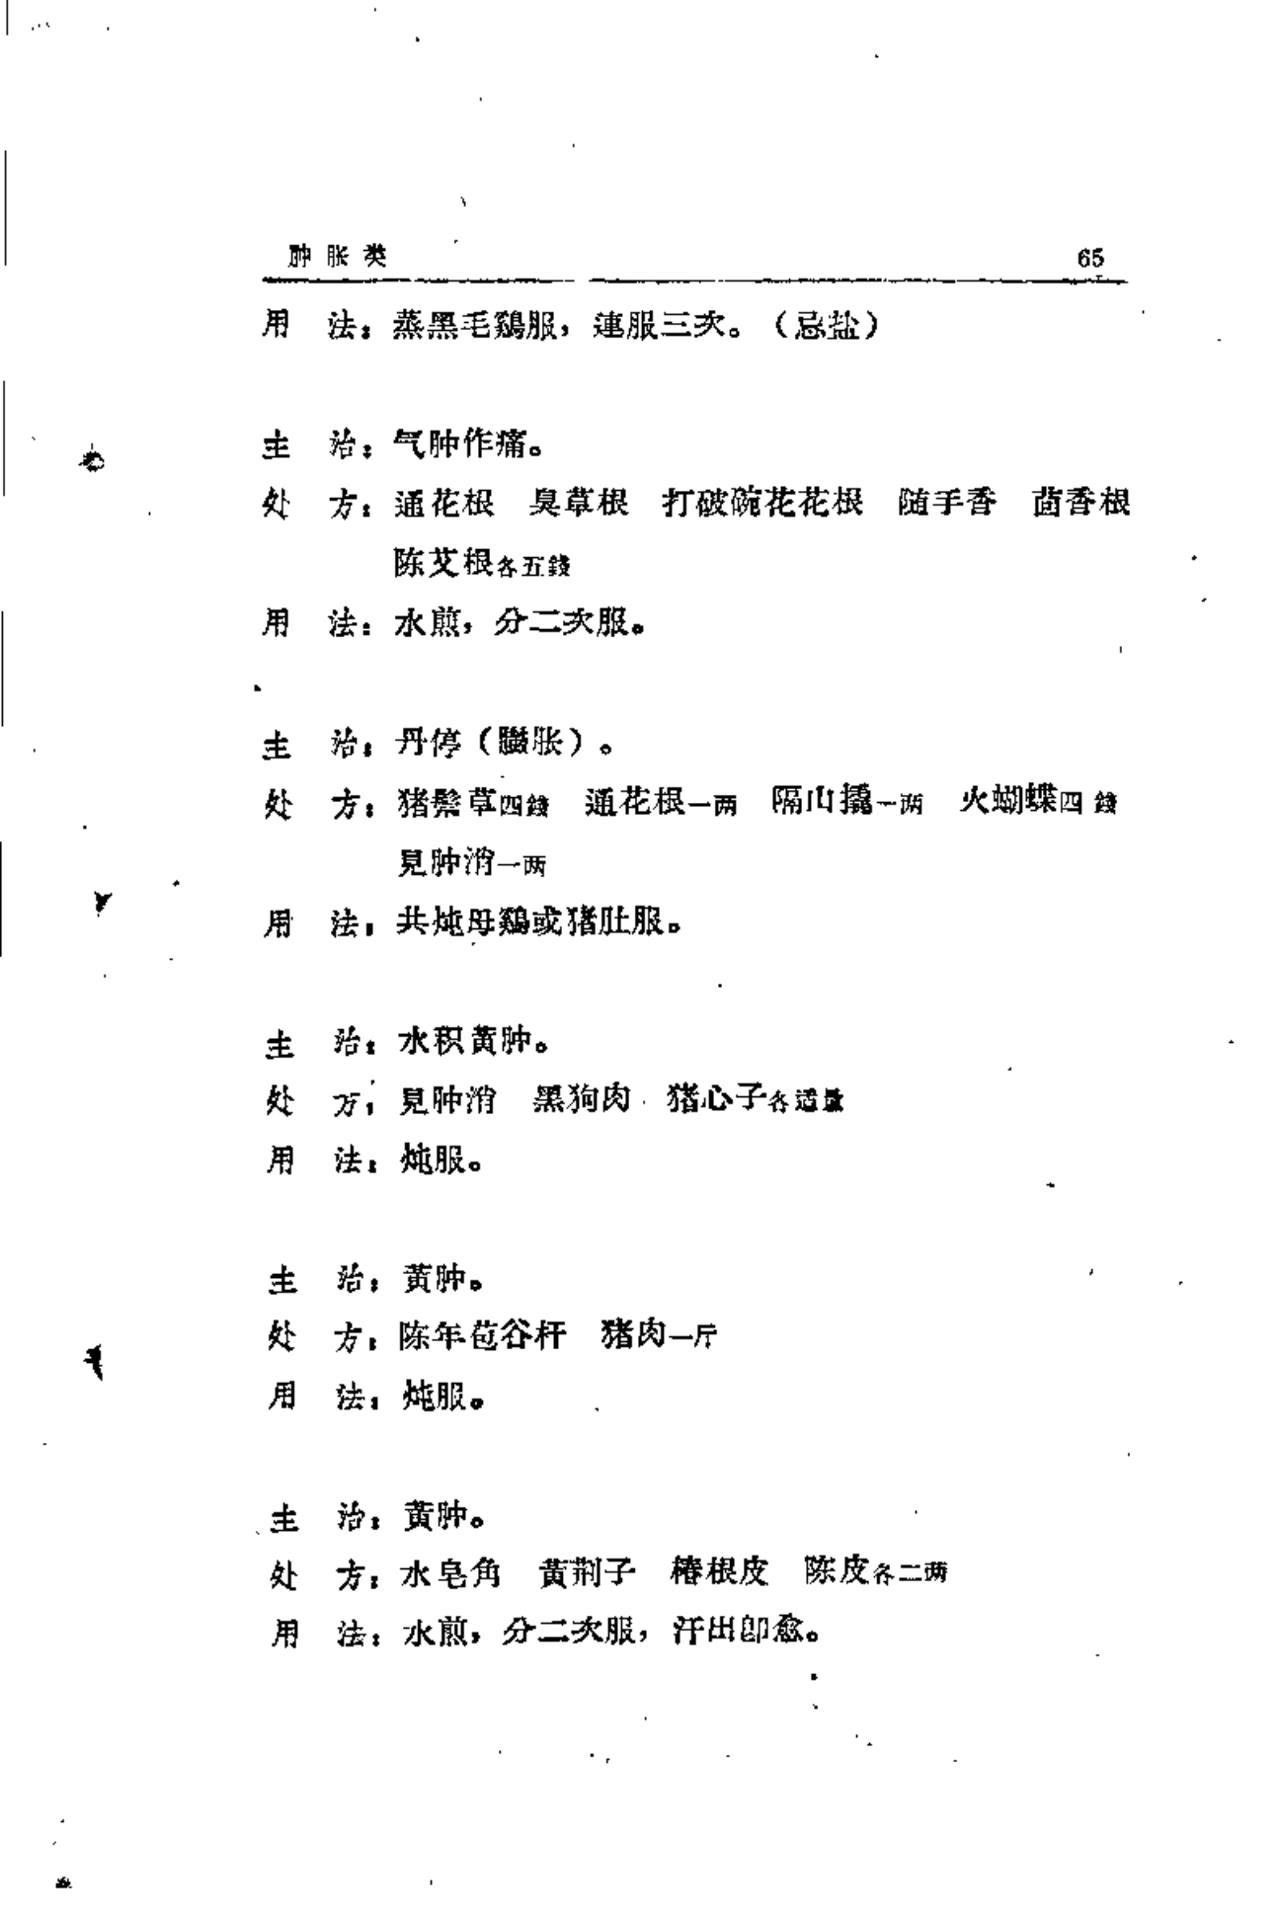 肿胀类 65
用　法：蒸黑毛鷄服，連服三次。（忌盐）
主　治：气肿作痛。
处　方：通花根　臭草根　打破碗花花根　随手香　茴香根
陈艾根各五錢
用　法：水煎，分二次服。
主　治：丹停（臌胀）。
处　方：猪鬃草四錢　通花根一两　隔山撬一两　火蝴蝶四錢
見肿消一两
用　法：共炖母鷄或猪肚服。
主　治：水积黄肿。
处　方：見肿消　黑狗肉　猪心子各适量
用　法：炖服。
主　治：黄肿。
处　方：陈年苞谷杆　猪肉一斤
用　法：炖服。
主　治：黄肿。
处　方：水皂角　黄荆子　椿根皮　陈皮各二两
用　法：水煎，分二次服，汗出卽愈。